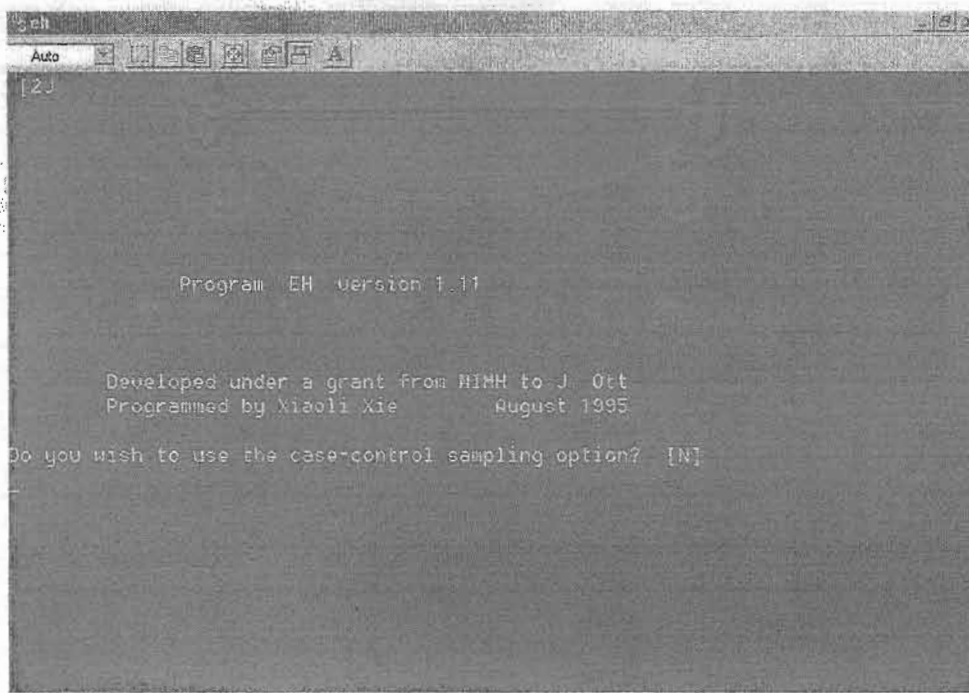 eh
Auto
A
[2J
Program EH version 1.11
Developed under a grant from NIMH to J Ott
Programmed by Xiaoli Xie August 1995
Do you wish to use the case-control sampling option? [N]